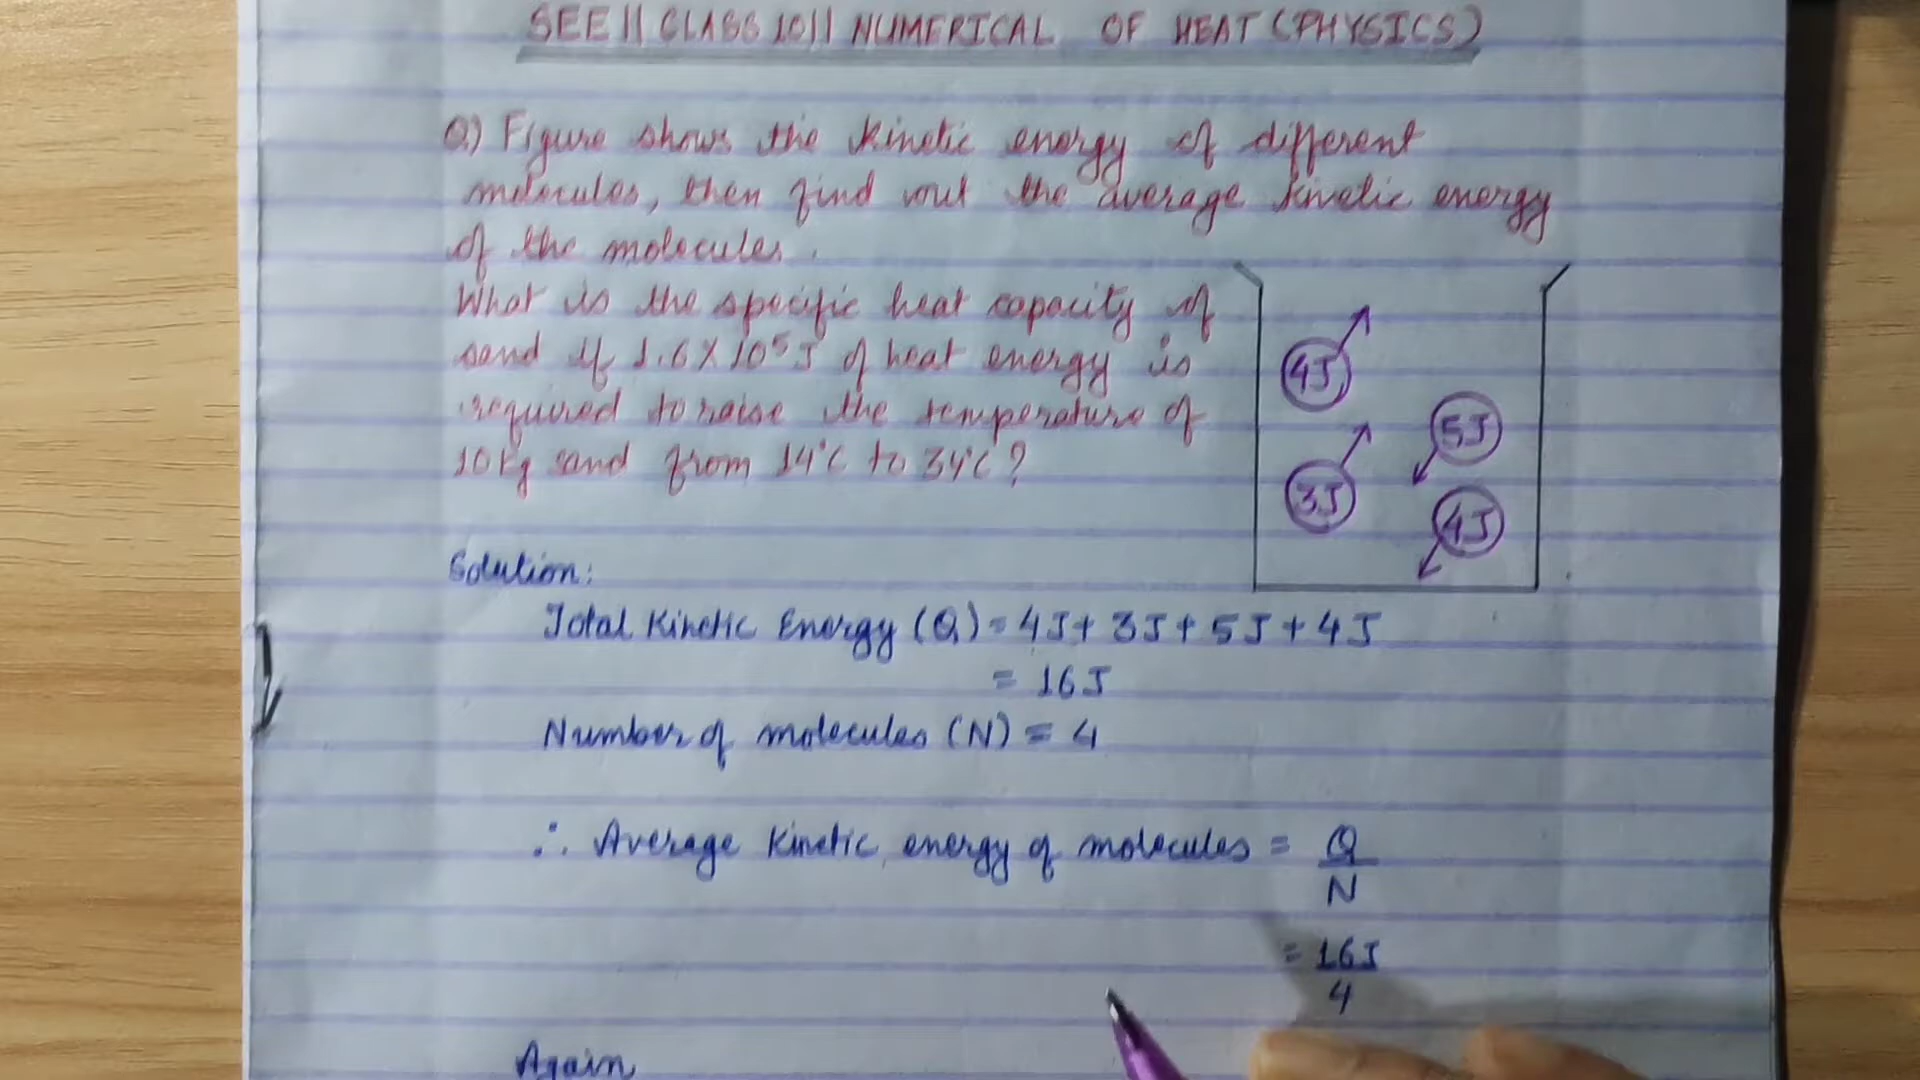 SEE || CLASS 10 || NUMERICAL OF HEAT (PHYSICS)
Q) Figure shows the kinetic energy of different
molecules, then find out the average kinetic energy
of the molecules.
What is the specific heat capacity of
sand if 1.6 X 10⁵ J of heat energy is
required to raise the temperature of
10 kg sand from 14°C to 34°C ?
4J
5J
3J
4J
Solution:
Total Kinetic Energy (Q) = 4J + 3J + 5J + 4J
= 16J
Number of molecules (N) = 4
∴ Average Kinetic energy of molecules = Q
N
= 16J
4
Again